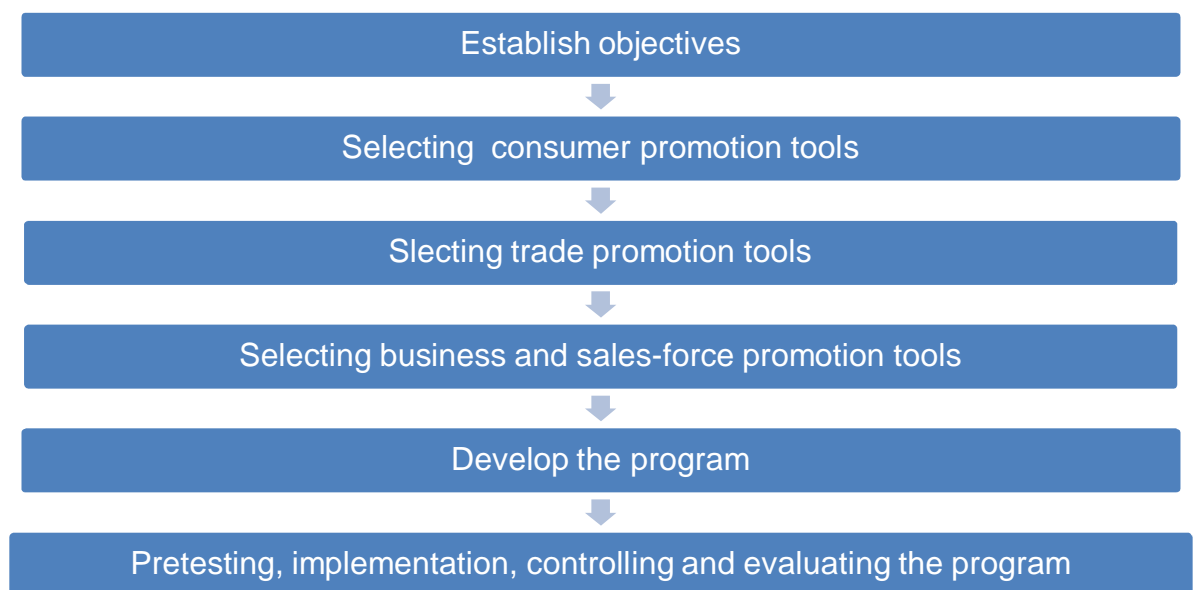 Establish objectives
Selecting  consumer promotion tools
Slecting trade promotion tools
Selecting business and sales-force promotion tools
Develop the program
Pretesting, implementation, controlling and evaluating the program